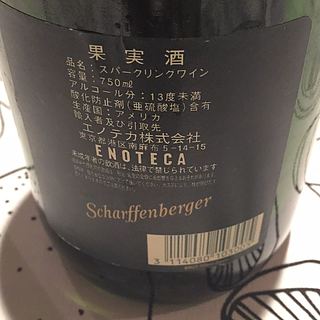 果実酒
品名：スパークリングワイン
容量：750㎖
アルコール分：13度未満
酸化防止剤（亜硫酸塩）含有
生産国：アメリカ
輸入者及び引取先
エノテカ株式会社
東京都港区南麻布5-14-15
ENOTECA
未成年者の飲酒は、法律で禁じられています
Scharffenberger
3 114080